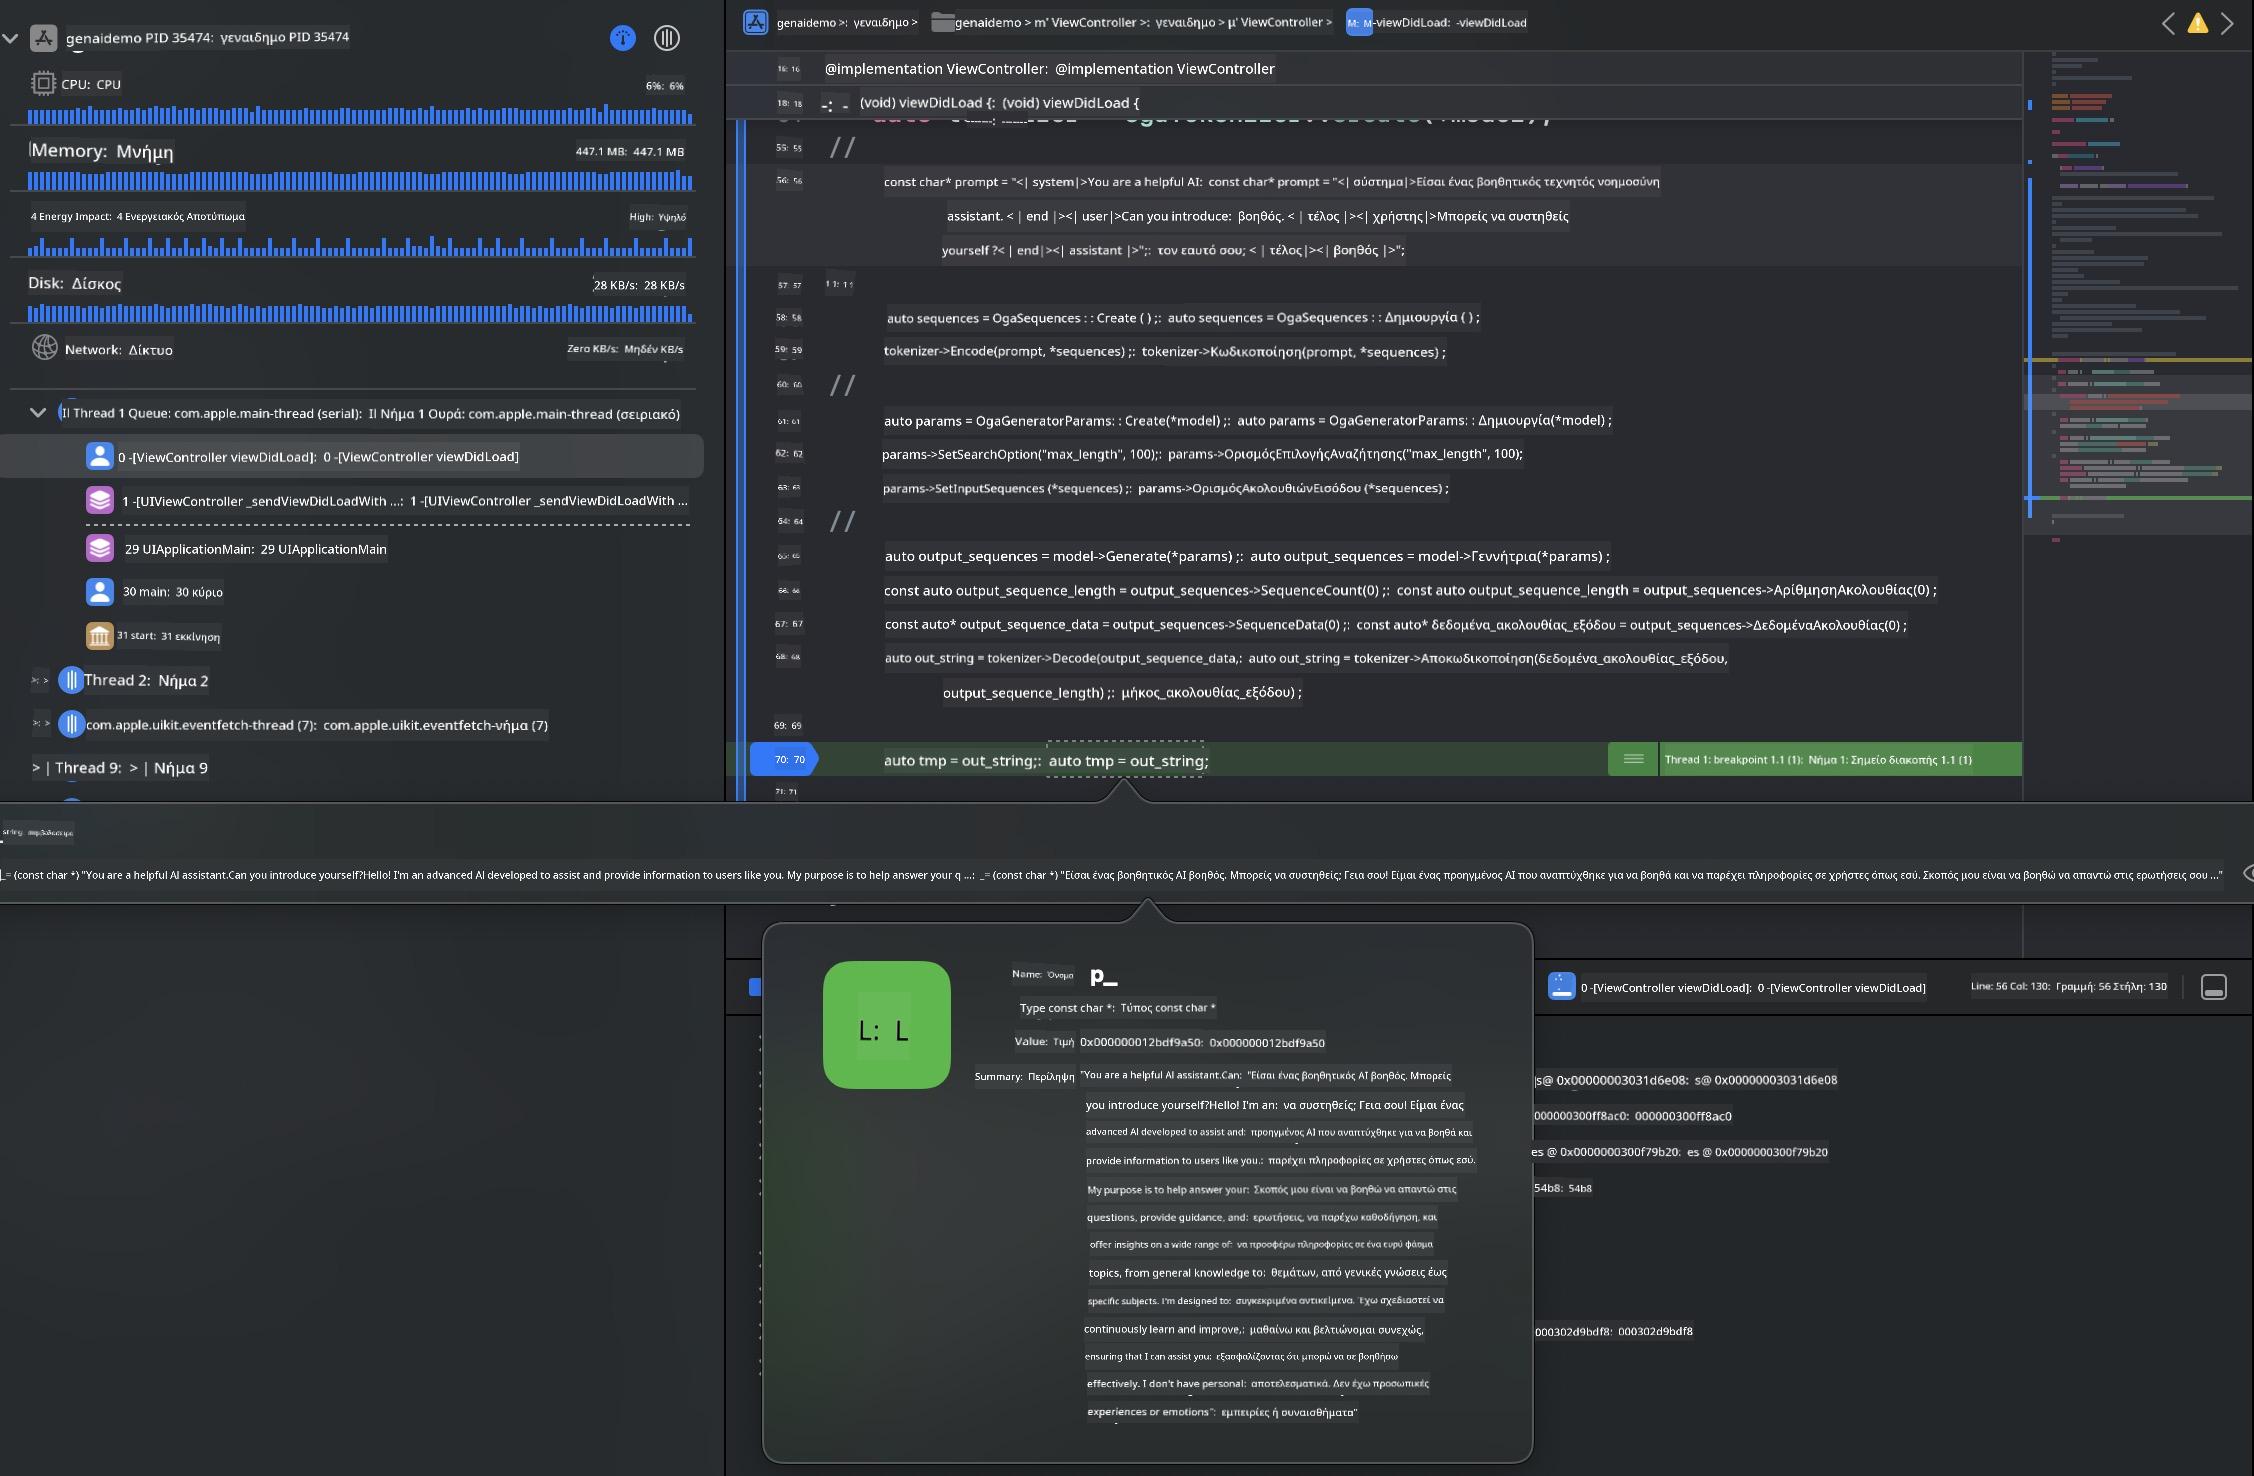 genaidemo PID 35474: γεναιδημο PID 35474
CPU: CPU
6%: 6%
Memory: Μνήμη
447.1 MB: 447.1 MB
4 Energy Impact: 4 Ενεργειακός Αποτύπωμα
High: Υψηλό
Disk: Δίσκος
28 KB/s: 28 KB/s
Network: Δίκτυο
Zero KB/s: Μηδέν KB/s
Il Thread 1 Queue: com.apple.main-thread (serial): Il Νήμα 1 Ουρά: com.apple.main-thread (σειριακό)
0 -[ViewController viewDidLoad]: 0 -[ViewController viewDidLoad]
1 -[UIViewController _sendViewDidLoadWith ...: 1 -[UIViewController _sendViewDidLoadWith ...
29 UIApplicationMain: 29 UIApplicationMain
30 main: 30 κύριο
31 start: 31 εκκίνηση
>: > Thread 2: Νήμα 2
>: > com.apple.uikit.eventfetch-thread (7): com.apple.uikit.eventfetch-νήμα (7)
> | Thread 9: > | Νήμα 9
genaidemo >: γεναιδημο > genaidemo > m' ViewController >: γεναιδημο > μ' ViewController > M: M -viewDidLoad: -viewDidLoad
16: 16 @implementation ViewController: @implementation ViewController
18: 18 -: - (void) viewDidLoad {: (void) viewDidLoad {
55: 55 //
56: 56 const char* prompt = "<| system|>You are a helpful AI: const char* prompt = "<| σύστημα|>Είσαι ένας βοηθητικός τεχνητός νοημοσύνη
assistant. < | end |><| user|>Can you introduce: βοηθός. < | τέλος |><| χρήστης|>Μπορείς να συστηθείς
yourself ?< | end|><| assistant |>";: τον εαυτό σου; < | τέλος|><| βοηθός |>";
57: 57 11: 11
58: 58 auto sequences = OgaSequences : : Create ( ) ;: auto sequences = OgaSequences : : Δημιουργία ( ) ;
59: 59 tokenizer->Encode(prompt, *sequences) ;: tokenizer->Κωδικοποίηση(prompt, *sequences) ;
60: 60 //
61: 61 auto params = OgaGeneratorParams: : Create(*model) ;: auto params = OgaGeneratorParams: : Δημιουργία(*model) ;
62: 62 params->SetSearchOption("max_length", 100);: params->ΟρισμόςΕπιλογήςΑναζήτησης("max_length", 100);
63: 63 params->SetInputSequences (*sequences) ;: params->ΟρισμόςΑκολουθιώνΕισόδου (*sequences) ;
64: 64 //
65: 65 auto output_sequences = model->Generate(*params) ;: auto output_sequences = model->Γεννήτρια(*params) ;
66: 66 const auto output_sequence_length = output_sequences->SequenceCount(0) ;: const auto output_sequence_length = output_sequences->ΑρίθμησηΑκολουθίας(0) ;
67: 67 const auto* output_sequence_data = output_sequences->SequenceData(0) ;: const auto* δεδομένα_ακολουθίας_εξόδου = output_sequences->ΔεδομέναΑκολουθίας(0) ;
68: 68 auto out_string = tokenizer->Decode(output_sequence_data,: auto out_string = tokenizer->Αποκωδικοποίηση(δεδομένα_ακολουθίας_εξόδου,
output_sequence_length) ;: μήκος_ακολουθίας_εξόδου) ;
69: 69
70: 70 auto tmp = out_string;: auto tmp = out_string;
Thread 1: breakpoint 1.1 (1): Νήμα 1: Σημείο διακοπής 1.1 (1)
71: 71
string:
_= (const char *) "You are a helpful AI assistant.Can you introduce yourself?Hello! I'm an advanced AI developed to assist and provide information to users like you. My purpose is to help answer your q ...: _= (const char *) "Είσαι ένας βοηθητικός AI βοηθός. Μπορείς να συστηθείς; Γεια σου! Είμαι ένας προηγμένος AI που αναπτύχθηκε για να βοηθά και να παρέχει πληροφορίες σε χρήστες όπως εσύ. Σκοπός μου είναι να βοηθώ να απαντώ στις ερωτήσεις σου ..."
L: L
Name: Όνομα p_
Type const char *: Τύπος const char *
Value: Τιμή 0x000000012bdf9a50: 0x000000012bdf9a50
Summary: Περίληψη "You are a helpful AI assistant.Can: "Είσαι ένας βοηθητικός AI βοηθός. Μπορείς
you introduce yourself?Hello! I'm an: να συστηθείς; Γεια σου! Είμαι ένας
advanced AI developed to assist and: προηγμένος AI που αναπτύχθηκε για να βοηθά και
provide information to users like you.: παρέχει πληροφορίες σε χρήστες όπως εσύ.
My purpose is to help answer your: Σκοπός μου είναι να βοηθώ να απαντώ στις
questions, provide guidance, and: ερωτήσεις, να παρέχω καθοδήγηση, και
offer insights on a wide range of: να προσφέρω πληροφορίες σε ένα ευρύ φάσμα
topics, from general knowledge to: θεμάτων, από γενικές γνώσεις έως
specific subjects. I'm designed to: συγκεκριμένα αντικείμενα. Έχω σχεδιαστεί να
continuously learn and improve,: μαθαίνω και βελτιώνομαι συνεχώς,
ensuring that I can assist you: εξασφαλίζοντας ότι μπορώ να σε βοηθήσω
effectively. I don't have personal: αποτελεσματικά. Δεν έχω προσωπικές
experiences or emotions": εμπειρίες ή συναισθήματα"
0 -[ViewController viewDidLoad]: 0 -[ViewController viewDidLoad]
Line: 56 Col: 130: Γραμμή: 56 Στήλη: 130
s@ 0x00000003031d6e08: s@ 0x00000003031d6e08
000000300ff8ac0: 000000300ff8ac0
es @ 0x0000000300f79b20: es @ 0x0000000300f79b20
54b8: 54b8
000302d9bdf8: 000302d9bdf8